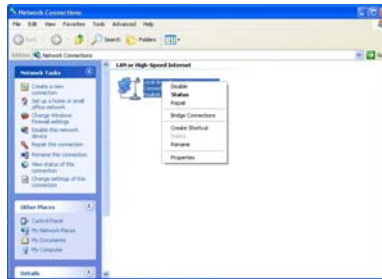 Network Connections
File Edit View Favorites Tools Advanced Help
Back Search Folders
Address Network Connections
Network Tasks
Create a new
connection
Set up a home or small
office network
Change Windows
Firewall settings
Disable this network
device
Repair this connection
Rename this connection
View status of this
connection
Change settings of this
connection
Other Places
Control Panel
My Network Places
My Documents
My Computer
Details
LAN or High-Speed Internet
Disable
Status
Repair
Bridge Connections
Create Shortcut
Delete
Rename
Properties